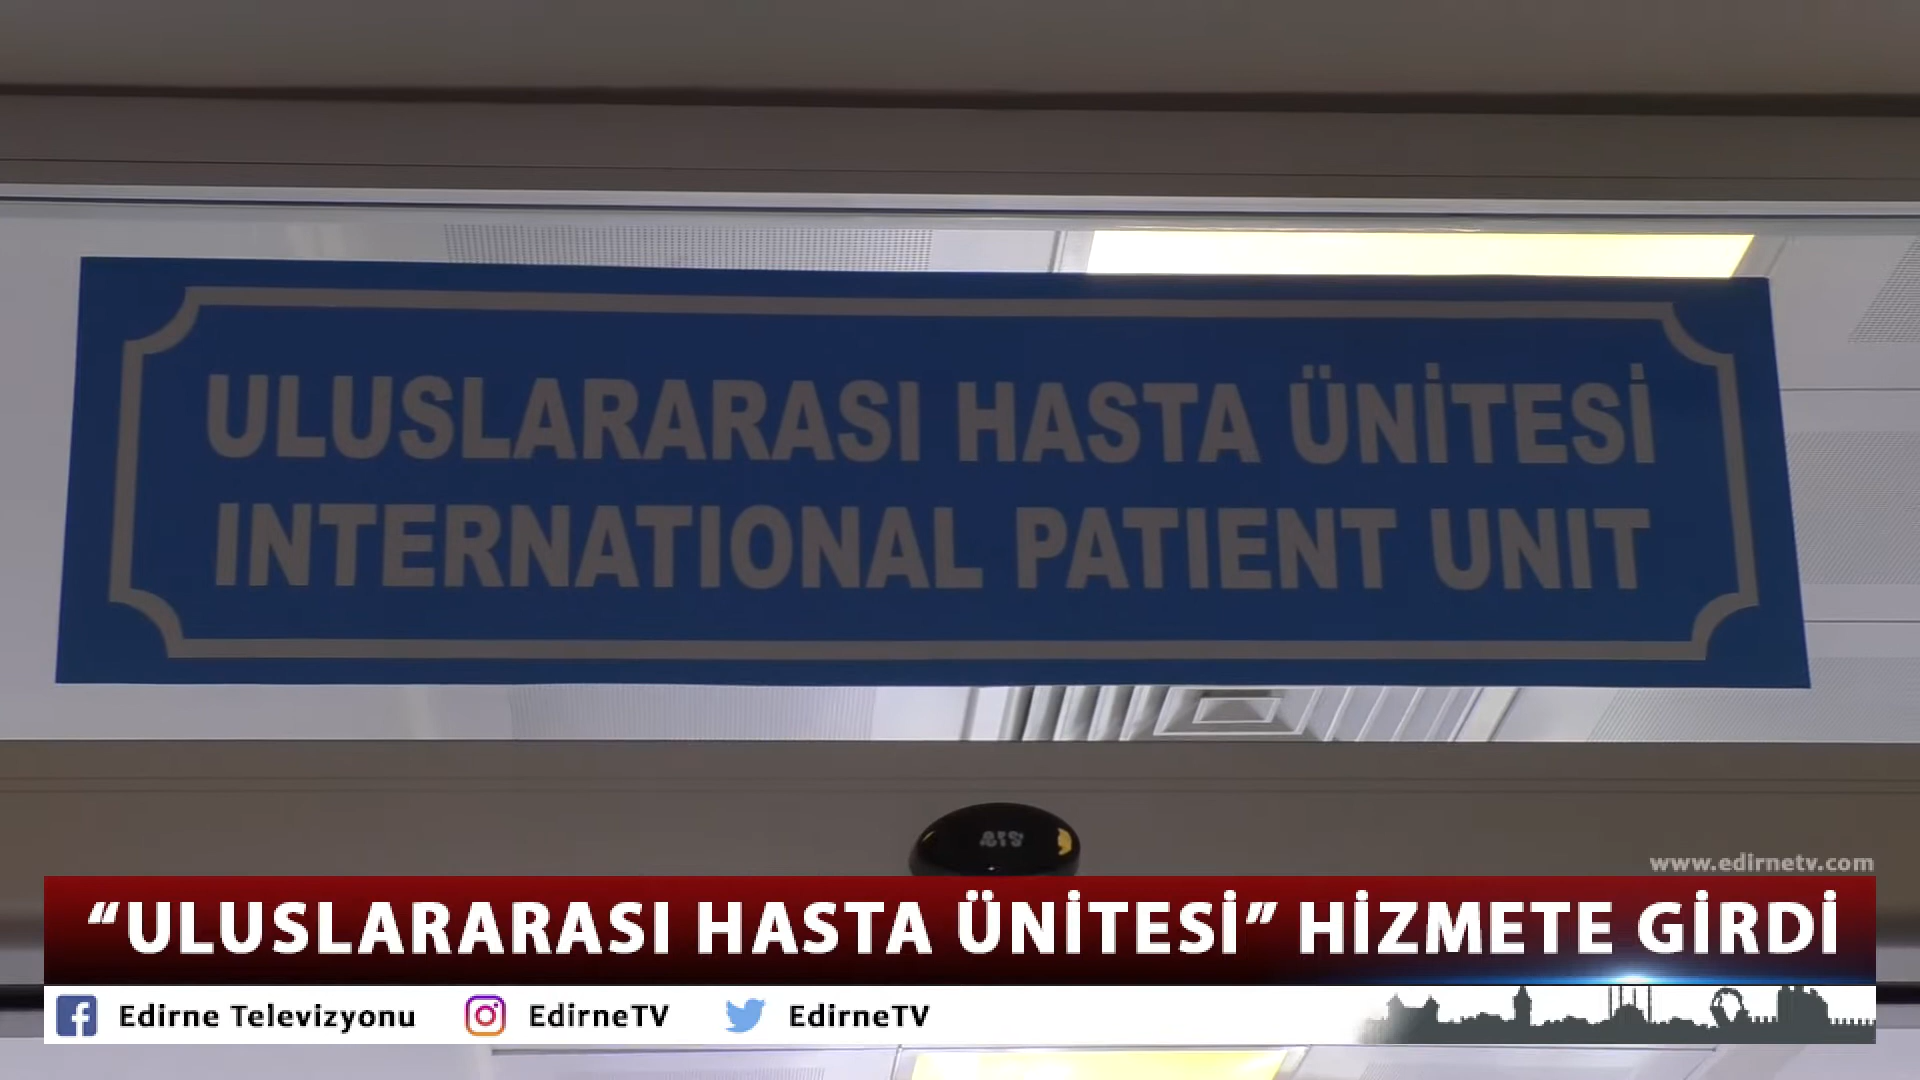 ULUSLARARASI HASTA ÜNİTESİ
INTERNATIONAL PATIENT UNIT
www.edirnetv.com
“ULUSLARARASI HASTA ÜNİTESİ” HİZMETE GİRDİ
Edirne Televizyonu EdirneTV EdirneTV